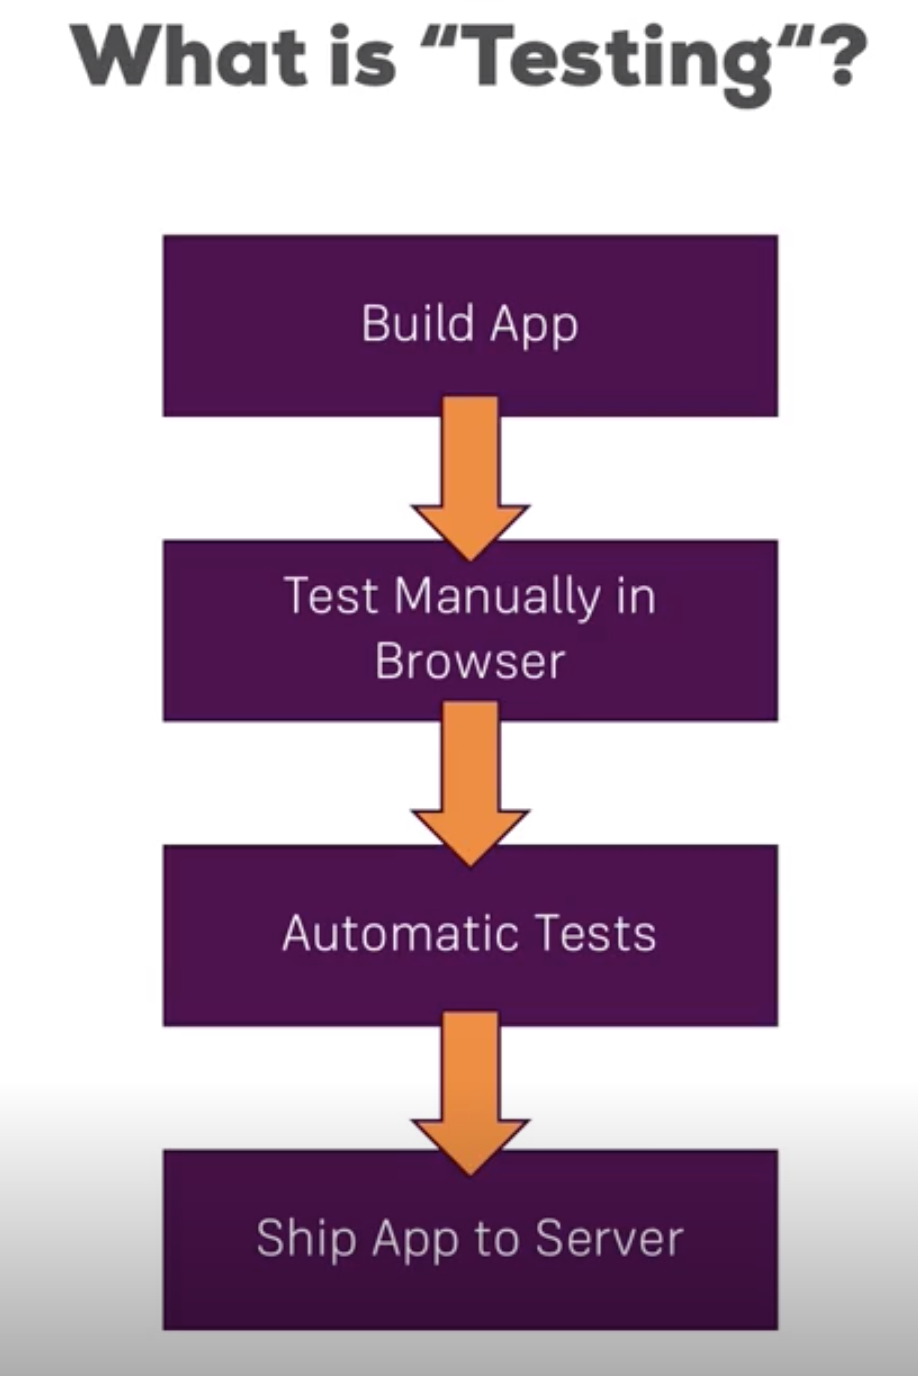 What is “Testing“?
Build App
Test Manually in
Browser
Automatic Tests
Ship App to Server